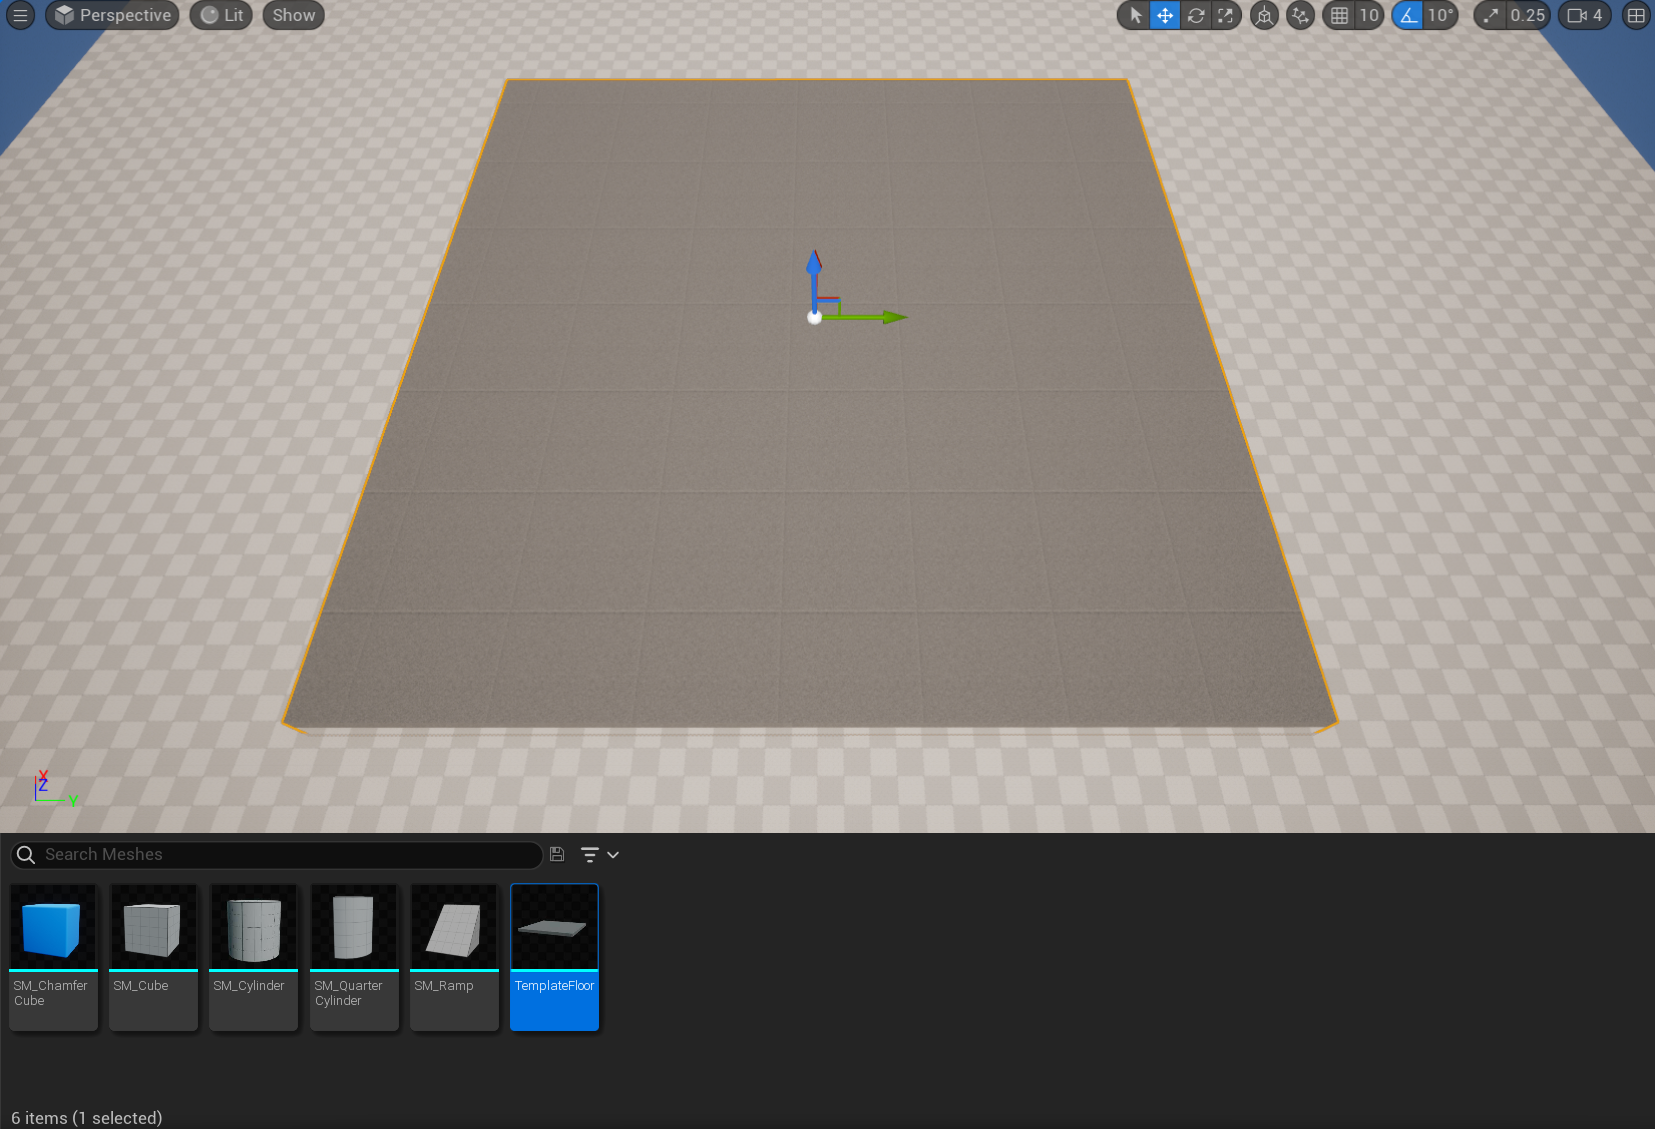 Perspective
Lit
Show
10
10°
0.25
4
X
Z
Y
Search Meshes
SM_Chamfer
Cube
SM_Cube
SM_Cylinder
SM_Quarter
Cylinder
SM_Ramp
TemplateFloor
6 items (1 selected)